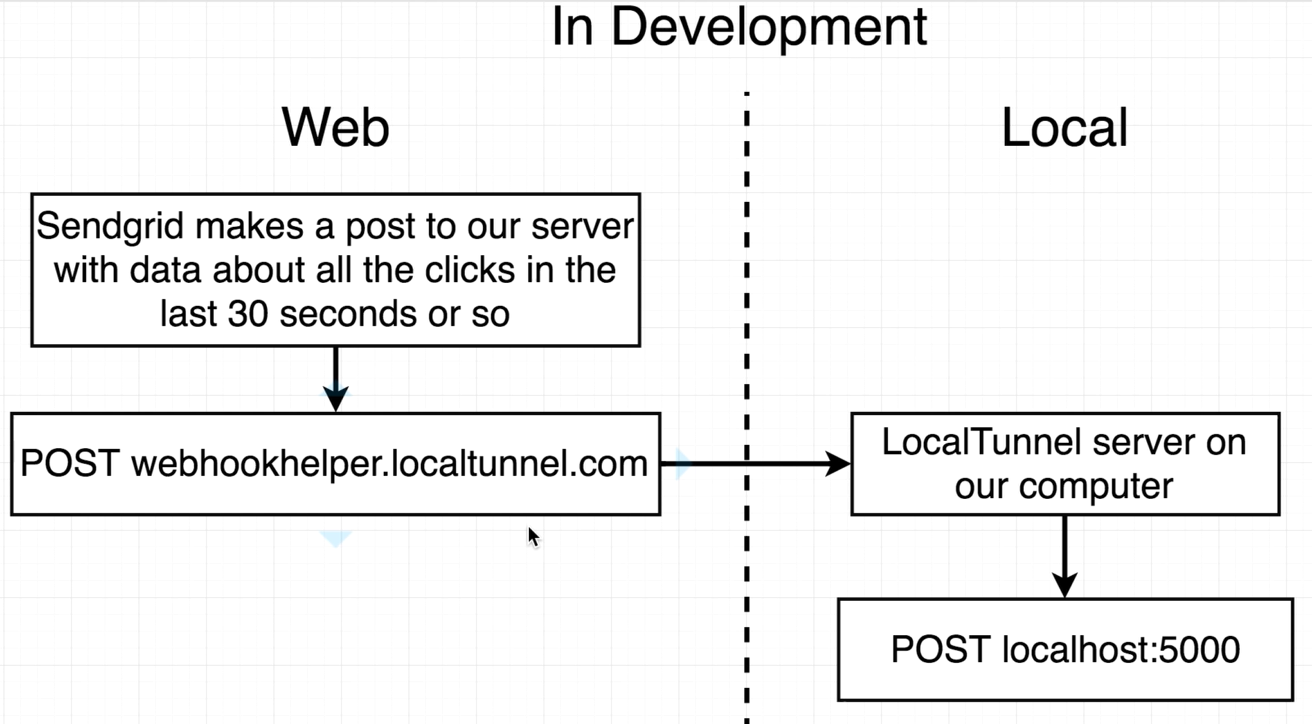 In Development
Web
Local
Sendgrid makes a post to our server
with data about all the clicks in the
last 30 seconds or so
POST webhookhelper.localtunnel.com
LocalTunnel server on
our computer
POST localhost:5000